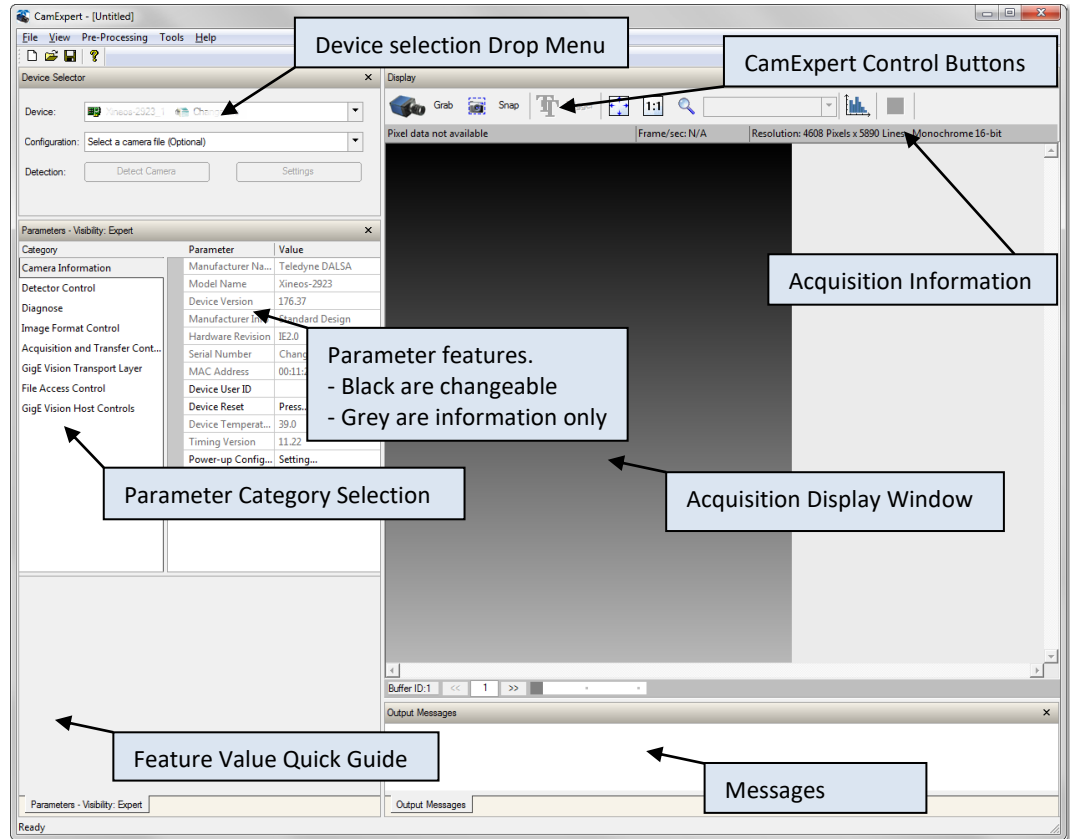 CamExpert - [Untitled]
File View Pre-Processing Tools Help
Device selection Drop Menu
CamExpert Control Buttons
Device Selector
Display
Device:
Xineos-2923_1
Configuration: Select a camera file (Optional)
Detection: Detect Camera Settings
Grab Snap 1:1
Pixel data not available Frame/sec: N/A Resolution: 4608 Pixels x 5890 Lines Monochrome 16-bit
Acquisition Information
Parameters - Visibility: Expert
Category Parameter Value
Camera Information Manufacturer Na... Teledyne DALSA
Detector Control Model Name Xineos-2923
Diagnose Device Version 176.37
Image Format Control Manufacturer Standard Design
Acquisition and Transfer Cont... Hardware Revision IE2.0
GigE Vision Transport Layer Serial Number
File Access Control MAC Address 00:11:
GigE Vision Host Controls Device User ID
Device Reset Press...
Device Temperat... 39.0
Timing Version 11.22
Power-up Config... Setting...
Parameter features.
- Black are changeable
- Grey are information only
Parameter Category Selection
Acquisition Display Window
Buffer ID:1 << 1 >>
Output Messages
Feature Value Quick Guide
Messages
Parameters - Visibility: Expert
Output Messages
Ready